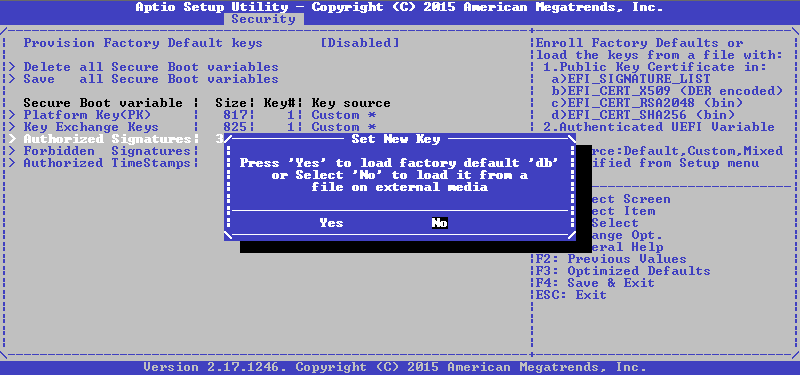 Aptio Setup Utility - Copyright (C) 2015 American Megatrends, Inc.
Security
Provision Factory Default keys [Disabled]
> Delete all Secure Boot variables
> Save all Secure Boot variables
Secure Boot variable | Size| Key#| Key source
> Platform Key(PK) | 817| 1| Custom *
> Key Exchange Keys | 825| 1| Custom *
> Authorized Signatures| 3
> Forbidden Signatures|
> Authorized TimeStamps|
Set New Key
Press 'Yes' to load factory default 'db'
or Select 'No' to load it from a
file on external media
Yes No
Enroll Factory Defaults or
load the keys from a file with:
1.Public Key Certificate in:
a)EFI_SIGNATURE_LIST
b)EFI_CERT_X509 (DER encoded)
c)EFI_CERT_RSA2048 (bin)
d)EFI_CERT_SHA256 (bin)
2.Authenticated UEFI Variable
rce:Default,Custom,Mixed
ified from Setup menu
ect Screen
ect Item
Select
ange Opt.
eral Help
F2: Previous Values
F3: Optimized Defaults
F4: Save & Exit
ESC: Exit
Version 2.17.1246. Copyright (C) 2015 American Megatrends, Inc.